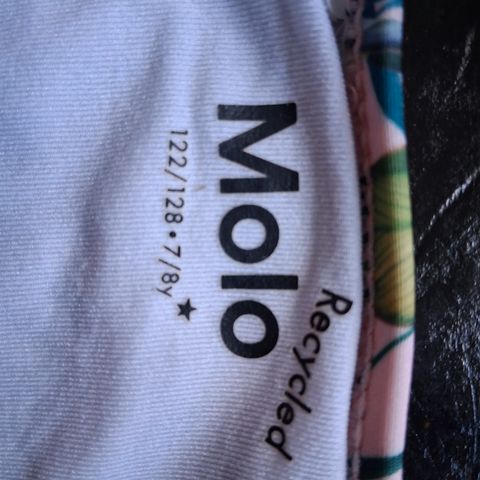 Recycled
Molo
122/128 • 7/8y ★